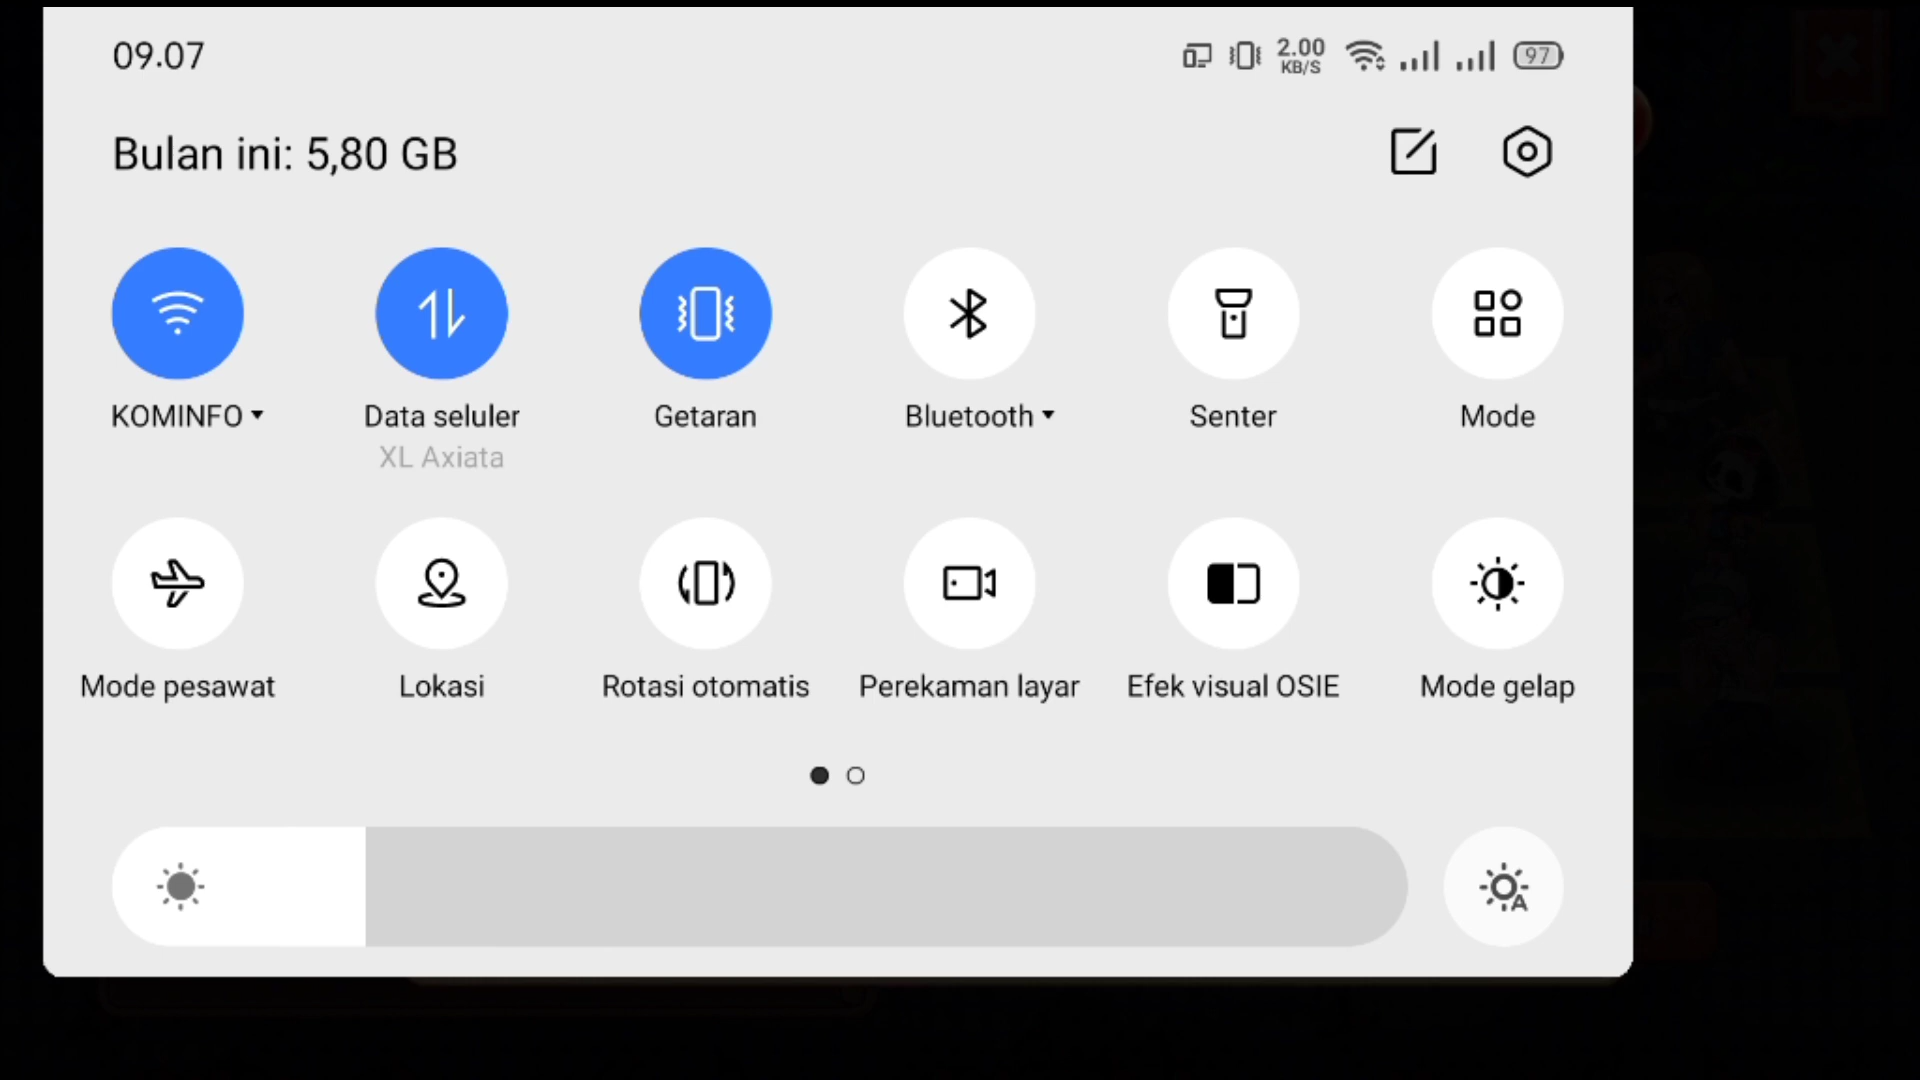 09.07
2.00
KB/S
97
Bulan ini: 5,80 GB
KOMINFO
Data seluler
XL Axiata
Getaran
Bluetooth
Senter
Mode
Mode pesawat
Lokasi
Rotasi otomatis
Perekaman layar
Efek visual OSIE
Mode gelap
A